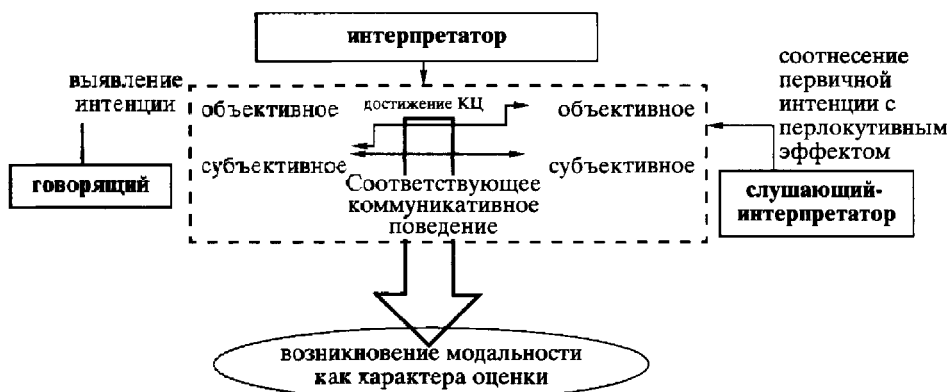 интерпретатор
выявление
интенции
говорящий
объективное
достижение КЦ
объективное
субъективное
субъективное
Соответствующее
коммуникативное
поведение
соотнесение
первичной
интенции с
перлокутивным
эффектом
слушающий-
интерпретатор
возникновение модальности
как характера оценки